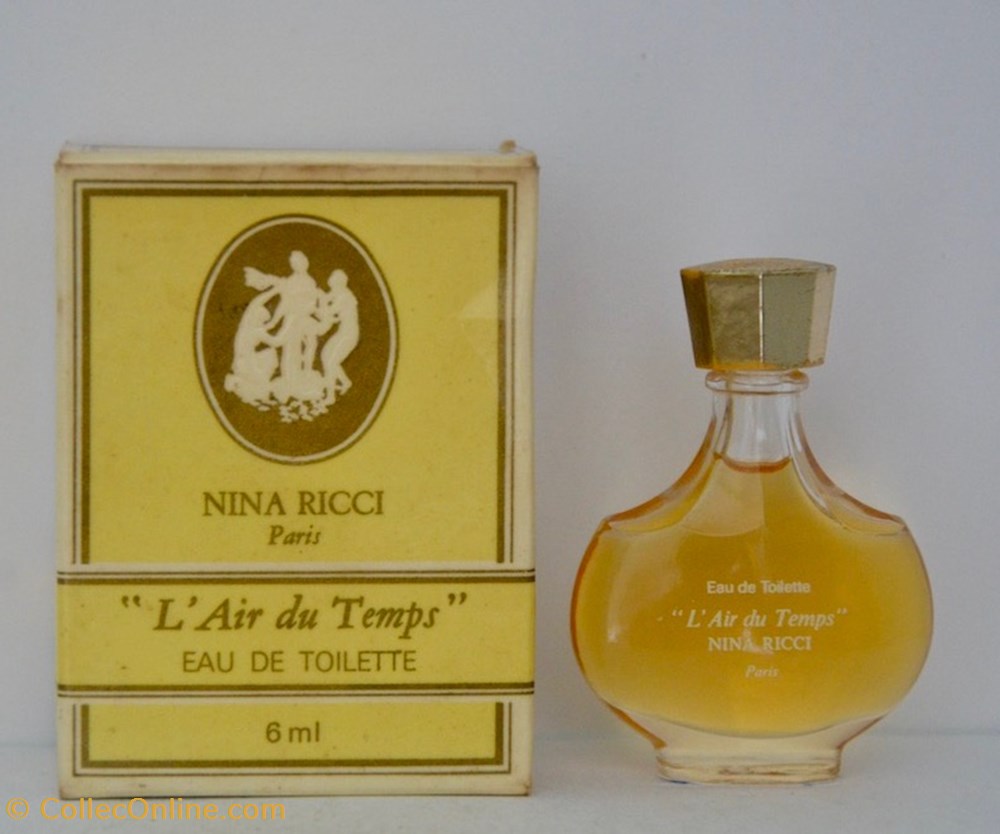 NINA RICCI
Paris
"L'Air du Temps"
EAU DE TOILETTE
6 ml
Eau de Toilette
"L'Air du Temps"
NINA RICCI
Paris
© CollecOnline.com